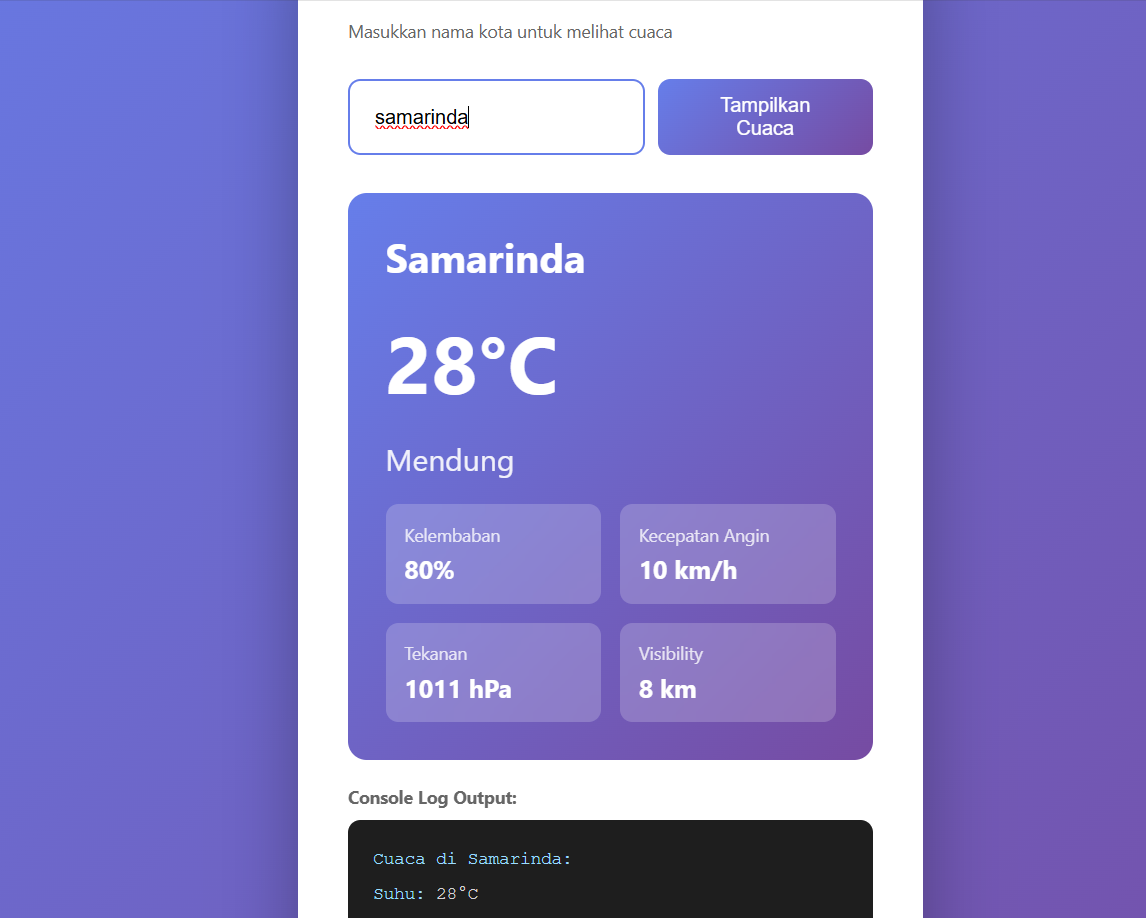 Masukkan nama kota untuk melihat cuaca
samarinda
Tampilkan
Cuaca
Samarinda
28°C
Mendung
Kelembaban
80%
Kecepatan Angin
10 km/h
Tekanan
1011 hPa
Visibility
8 km
Console Log Output:
Cuaca di Samarinda:
Suhu: 28°C